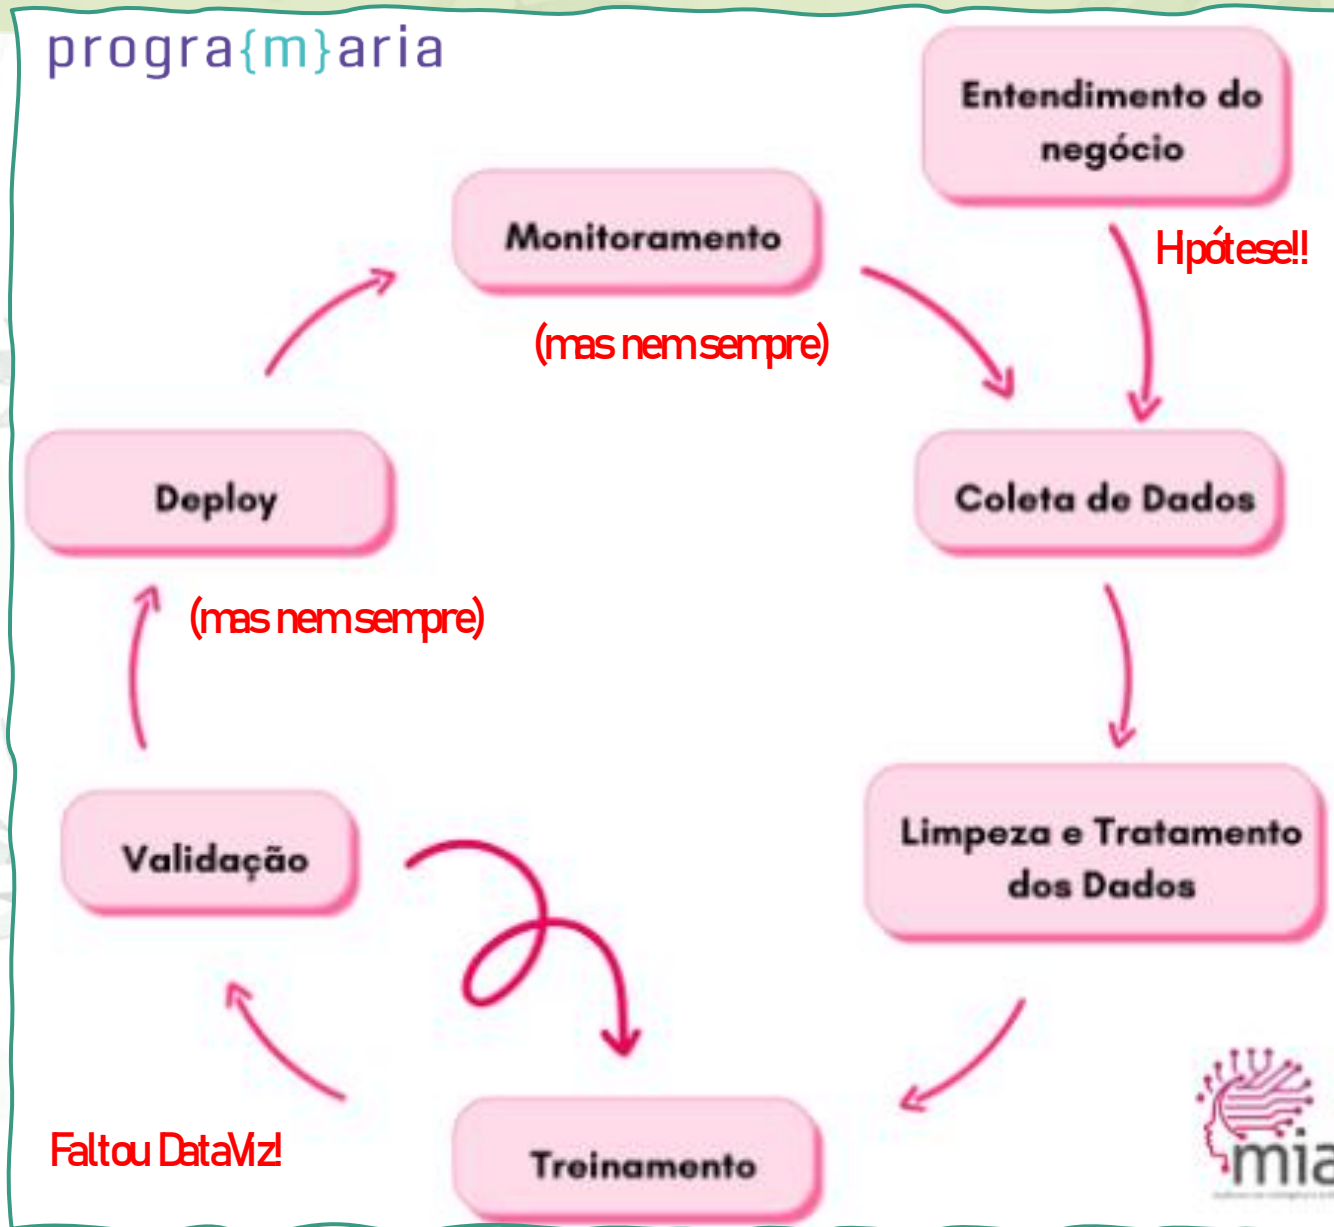 progra{m}aria
Entendimento do
negócio
Hipótese!!
Monitoramento
(mas nem sempre)
Coleta de Dados
Deploy
(mas nem sempre)
Limpeza e Tratamento
dos Dados
Validação
Treinamento
Faltou DataViz!
mia